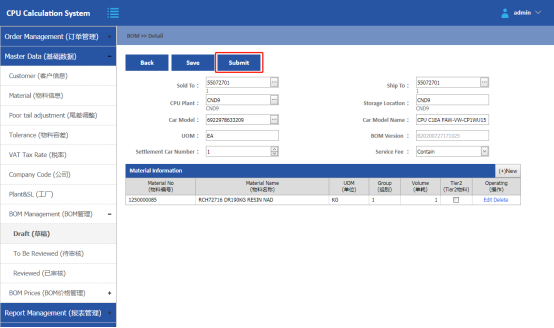 CPU Calculation System
admin
Order Management (订单管理)
Master Data (基础数据)
Customer (客户信息)
Material (物料信息)
Poor tail adjustment (尾差调整)
Tolerance (物料容差)
VAT Tax Rate (税率)
Company Code (公司)
Plant&SL (工厂)
BOM Management (BOM管理) -
Draft (草稿)
To Be Reviewed (待审核)
Reviewed (已审核)
BOM Prices (BOM价格管理) +
Report Management (报表管理)
BOM >> Detail
Back Save Submit
Sold To : 55072701 ... Ship To : 55072701 ...
1 1
CPU Plant : CND9 ... Storage Location : CND9
CND9 CND9
Car Model : 6922978633209 ... Car Model Name : CPU C1EA FAW-VW-CP1WU15
UOM : EA BOM Version : B20200727171025
Settlement Car Number : 1 Service Fee : Contain
Material Information (+)New
Material No Material Name UOM Group Volume Tier2 Operating
(物料编号) (物料名称) (单位) (组别) (单耗) (Tier2物料) (操作)
1250000085 RCH72716 DR190KG RESIN NAD KG 1 1 Edit Delete